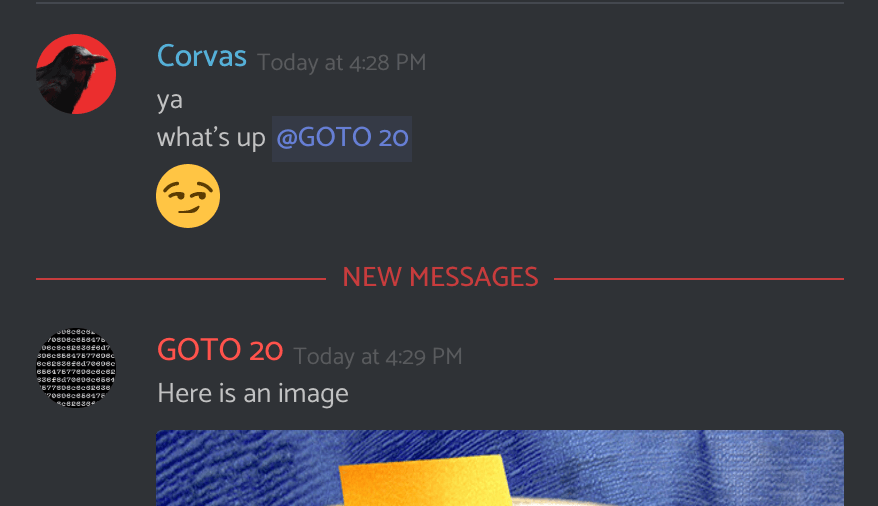 Corvas Today at 4:28 PM
ya
what's up @GOTO 20
NEW MESSAGES
GOTO 20 Today at 4:29 PM
Here is an image